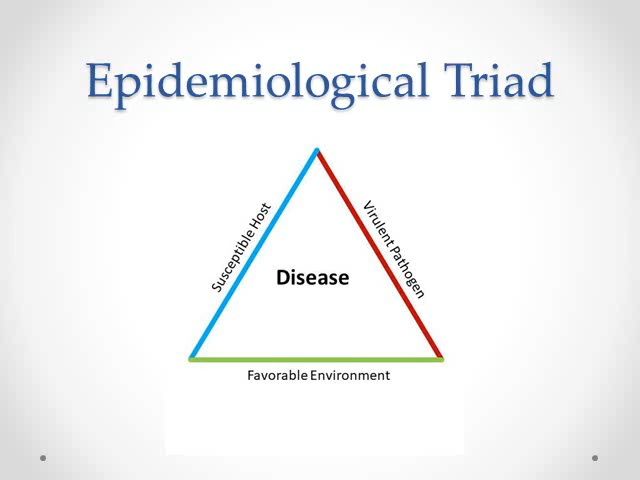 Epidemiological Triad
Susceptible Host
Virulent Pathogen
Disease
Favorable Environment